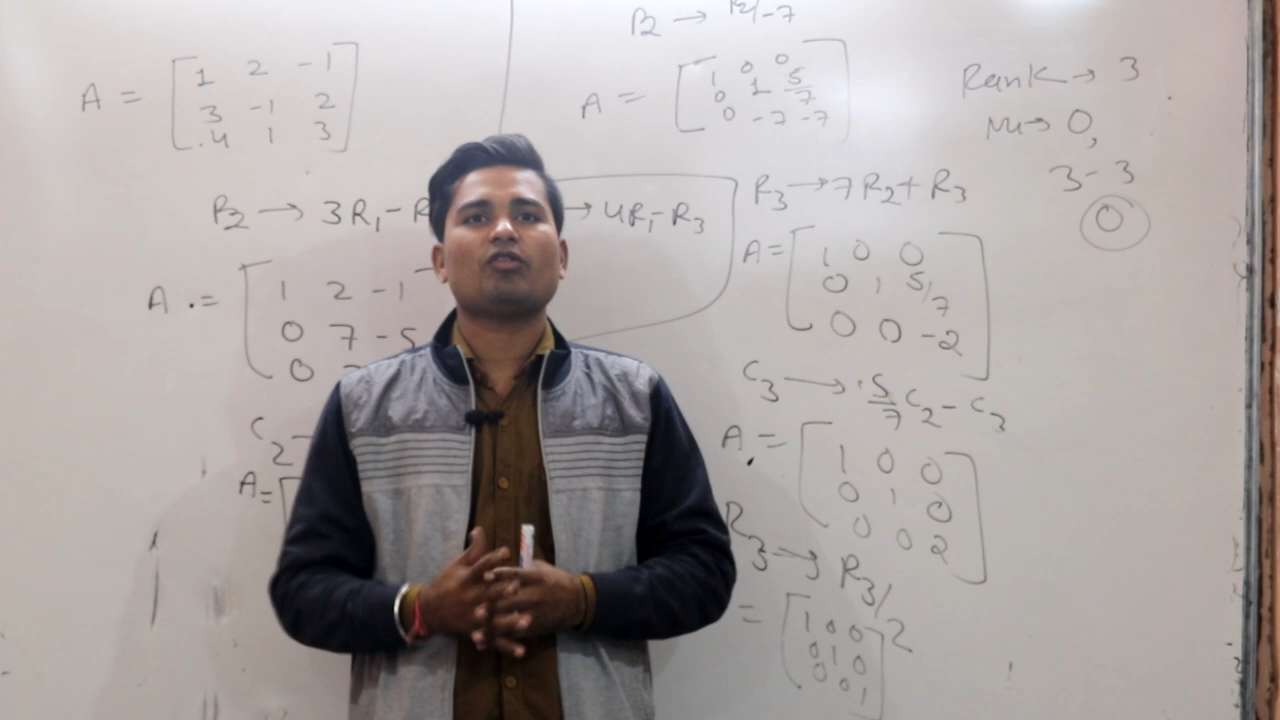 A = [ 1 2 -1
3 -1 2
4 1 3 ]
R2 → 3R1 - R
→ 4R1 - R3
A = [ 1 2 -1
0 7 -5
0
C2 -
A = [
R2 → R2/-7
A = [ 1 0 0
0 1 5/7
0 -7 -7 ]
R3 → 7R2 + R3
A = [ 1 0 0
0 1 5/7
0 0 -2 ]
C3 → 5/7 C2 - C3
A = [ 1 0 0
0 1 0
0 0 2 ]
R3 → R3/2
= [ 1 0 0
0 1 0
0 0 1 ]
Rank → 3
Nu → 0,
3 - 3
0